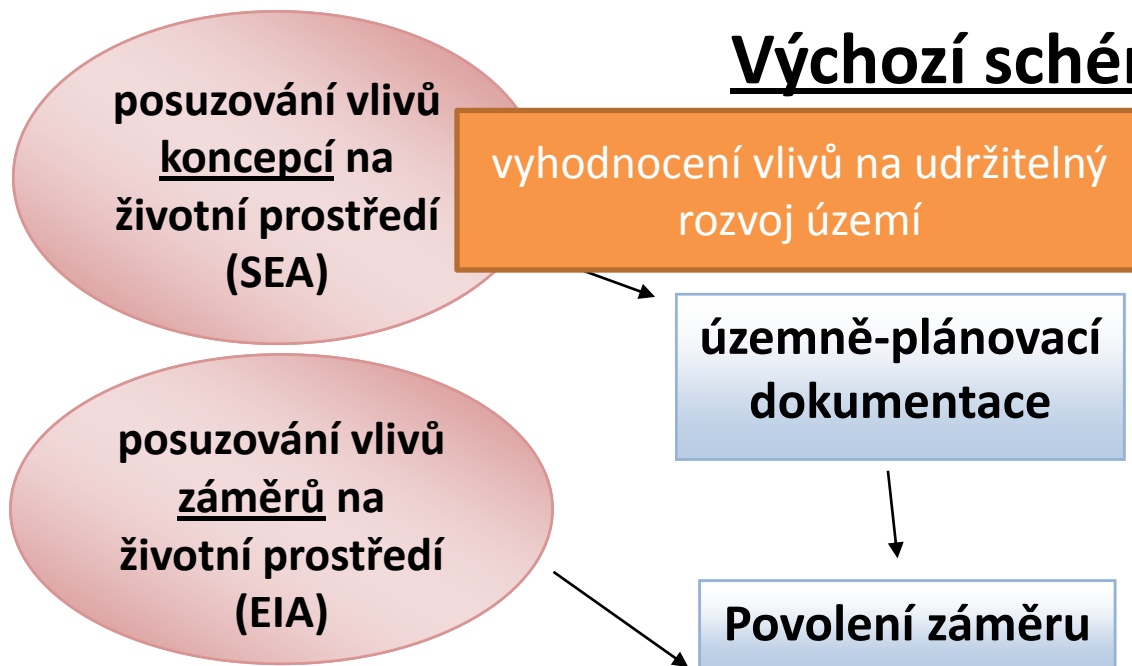 Výchozí schém
posuzování vlivů
koncepcí na
životní prostředí
(SEA)
vyhodnocení vlivů na udržitelný
rozvoj území
územně-plánovací
dokumentace
posuzování vlivů
záměrů na
životní prostředí
(EIA)
Povolení záměru